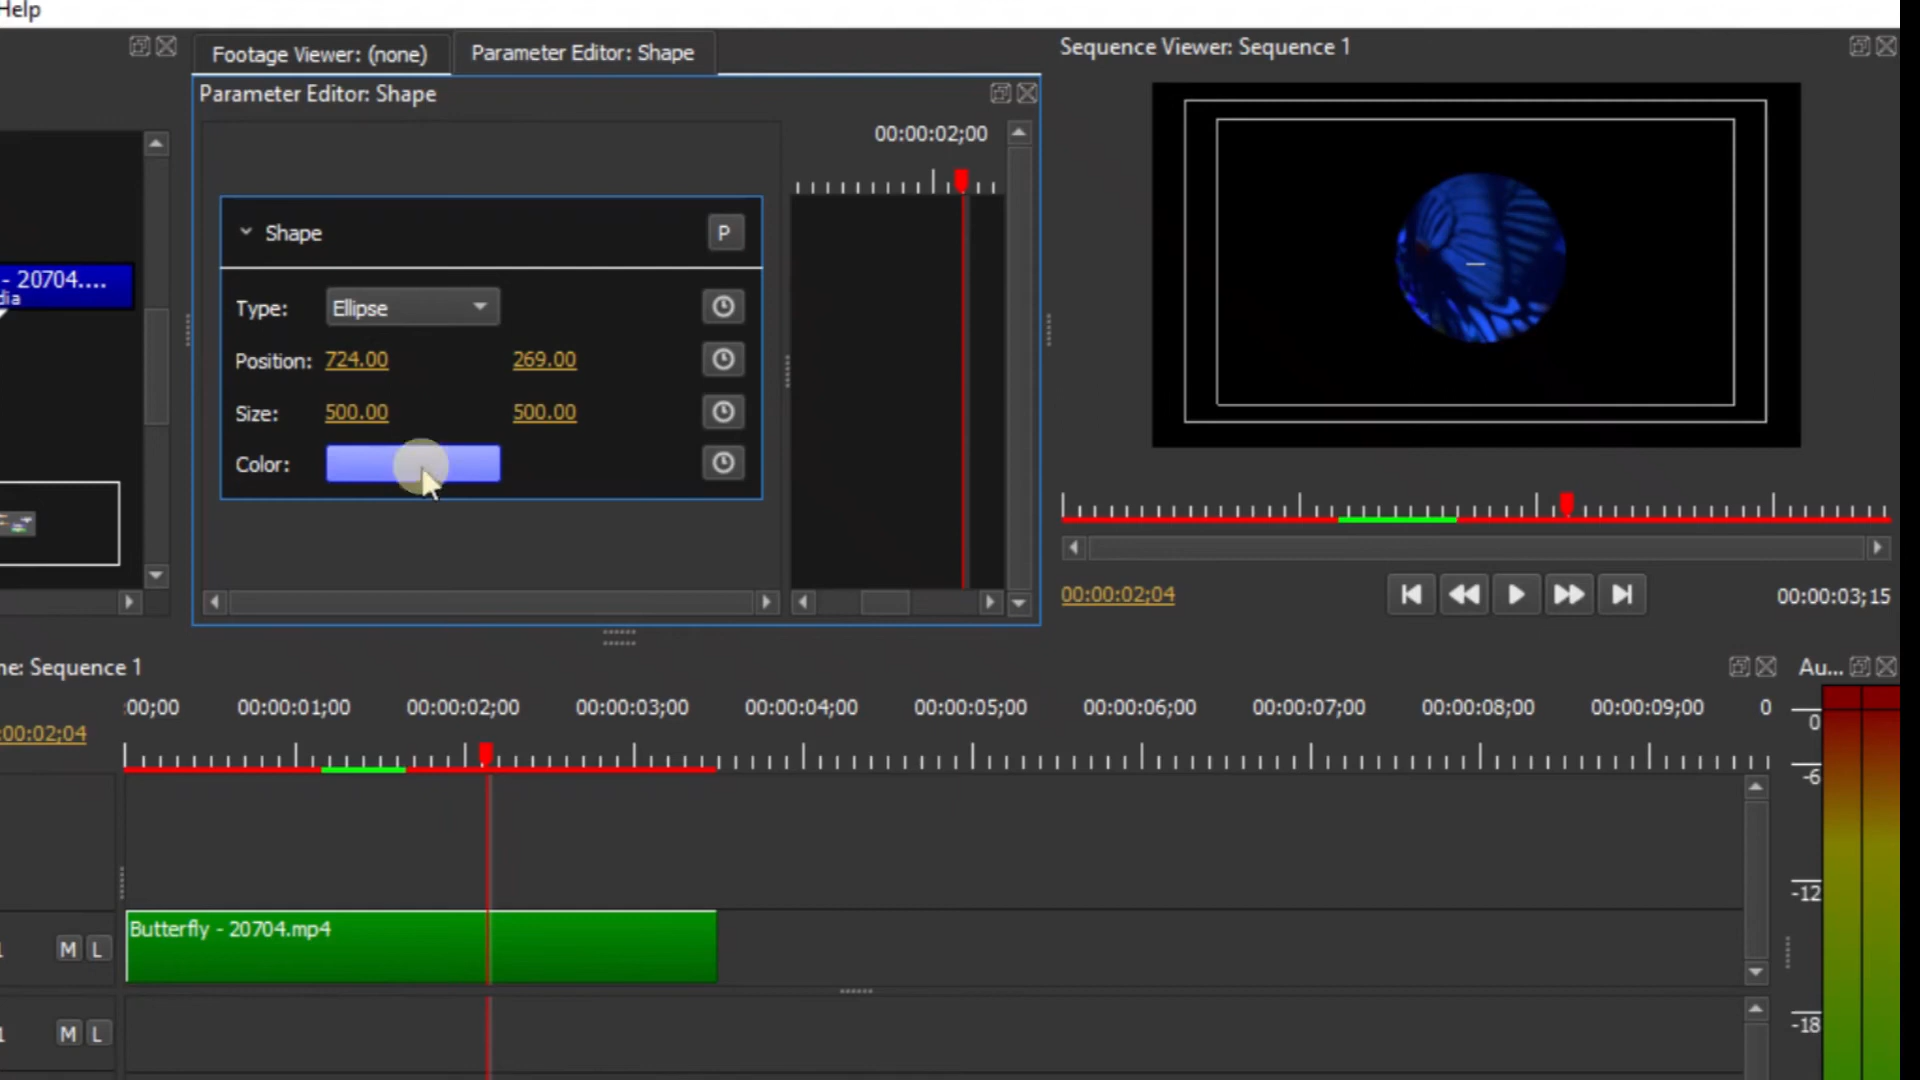 Help
Footage Viewer: (none)
Parameter Editor: Shape
Sequence Viewer: Sequence 1
Parameter Editor: Shape
00:00:02;00
Shape
P
- 20704....
dia
Type:
Ellipse
Position:
724.00
269.00
Size:
500.00
500.00
Color:
00:00:02;04
00:00:03;15
ne: Sequence 1
Au...
:00;00
00:00:01;00
00:00:02;00
00:00:03;00
00:00:04;00
00:00:05;00
00:00:06;00
00:00:07;00
00:00:08;00
00:00:09;00
0
0
:00:02;04
-6
-12
Butterfly - 20704.mp4
M
L
-18
M
L